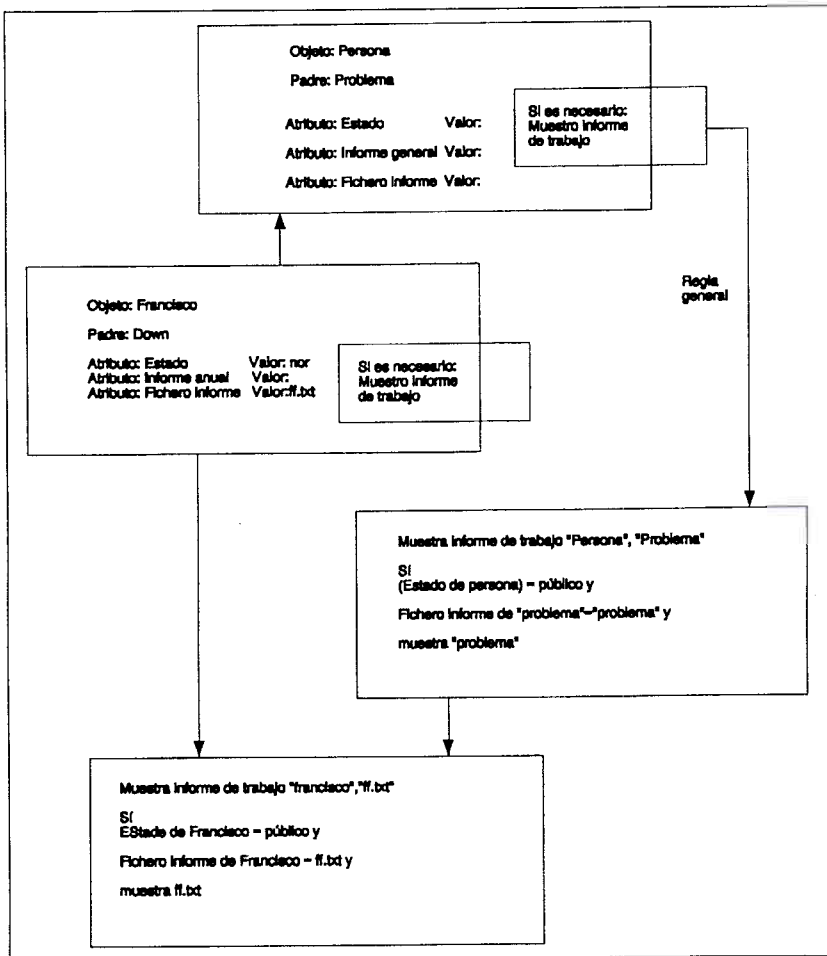 Objeto: Persona
Padre: Problema
Atributo: Estado Valor:
Atributo: Informe general Valor:
Atributo: Fichero informe Valor:
Si es necesario:
Muestro informe
de trabajo
Regla
general
Objeto: Francisco
Padre: Down
Atributo: Estado Valor: nor
Atributo: Informe anual Valor:
Atributo: Fichero informe Valor:ff.txt
Si es necesario:
Muestro informe
de trabajo
Muestra informe de trabajo "Persona", "Problema"
Sí
(Estado de persona) = público y
Fichero informe de "problema"="problema" y
muestra "problema"
Muestra informe de trabajo "francisco","ff.txt"
Sí
EStade de Francisco = público y
Fichero informe de Francisco = ff.txt y
muestra ff.txt